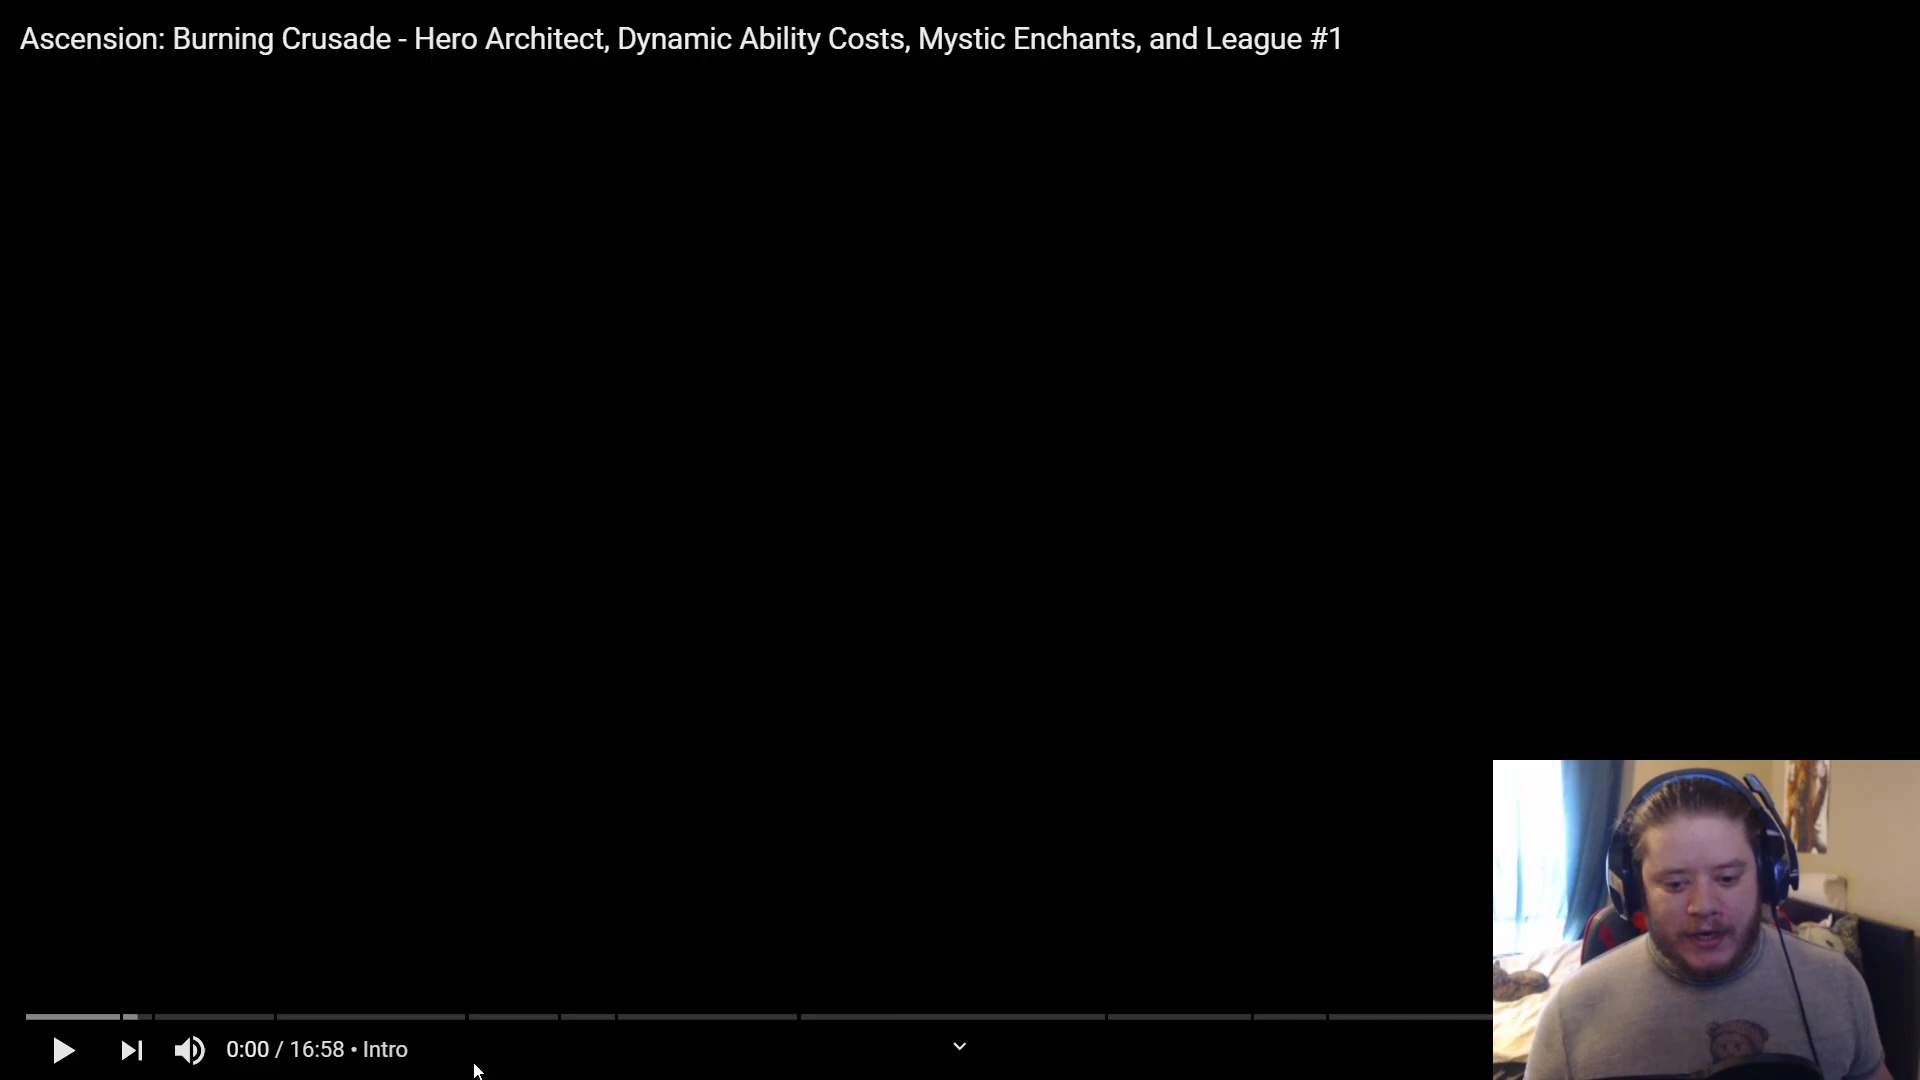 Ascension: Burning Crusade - Hero Architect, Dynamic Ability Costs, Mystic Enchants, and League #1
0:00 / 16:58 • Intro